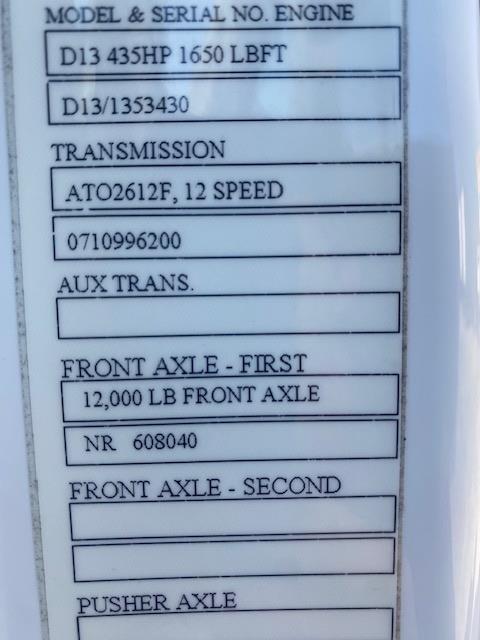 MODEL & SERIAL NO. ENGINE
D13 435HP 1650 LBFT
D13/1353430
TRANSMISSION
ATO2612F, 12 SPEED
0710996200
AUX TRANS.
FRONT AXLE - FIRST
12,000 LB FRONT AXLE
NR 608040
FRONT AXLE - SECOND
PUSHER AXLE